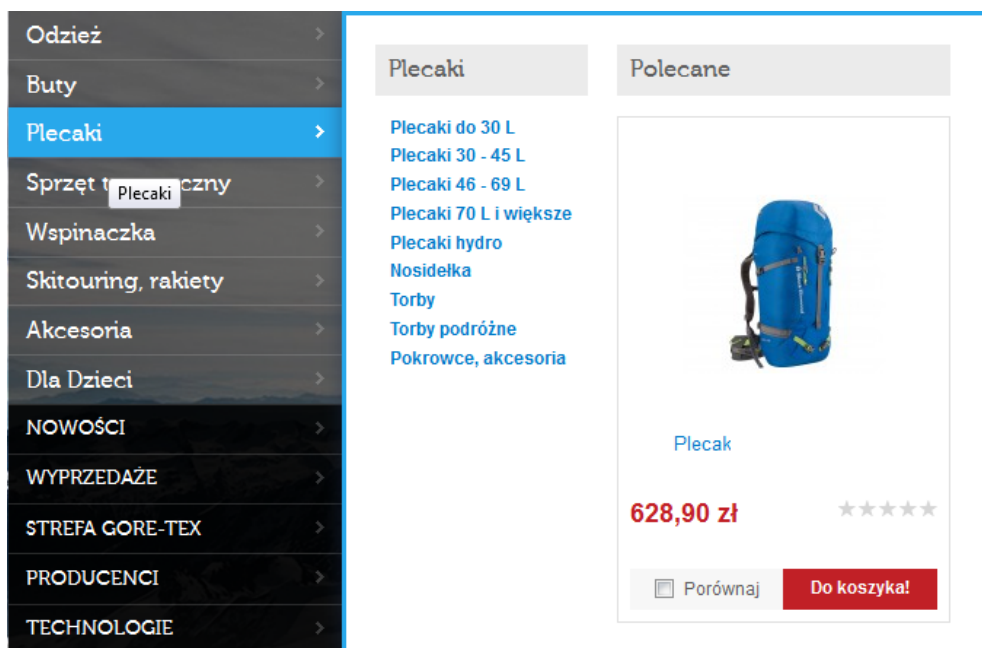 Odzież
Buty
Plecaki
Sprzęt t czny
Plecaki
Wspinaczka
Skitouring, rakiety
Akcesoria
Dla Dzieci
NOWOŚCI
WYPRZEDAŻE
STREFA GORE-TEX
PRODUCENCI
TECHNOLOGIE
Plecaki
Plecaki do 30 L
Plecaki 30 - 45 L
Plecaki 46 - 69 L
Plecaki 70 L i większe
Plecaki hydro
Nosidełka
Torby
Torby podróżne
Pokrowce, akcesoria
Polecane
Plecak
628,90 zł
Porównaj
Do koszyka!